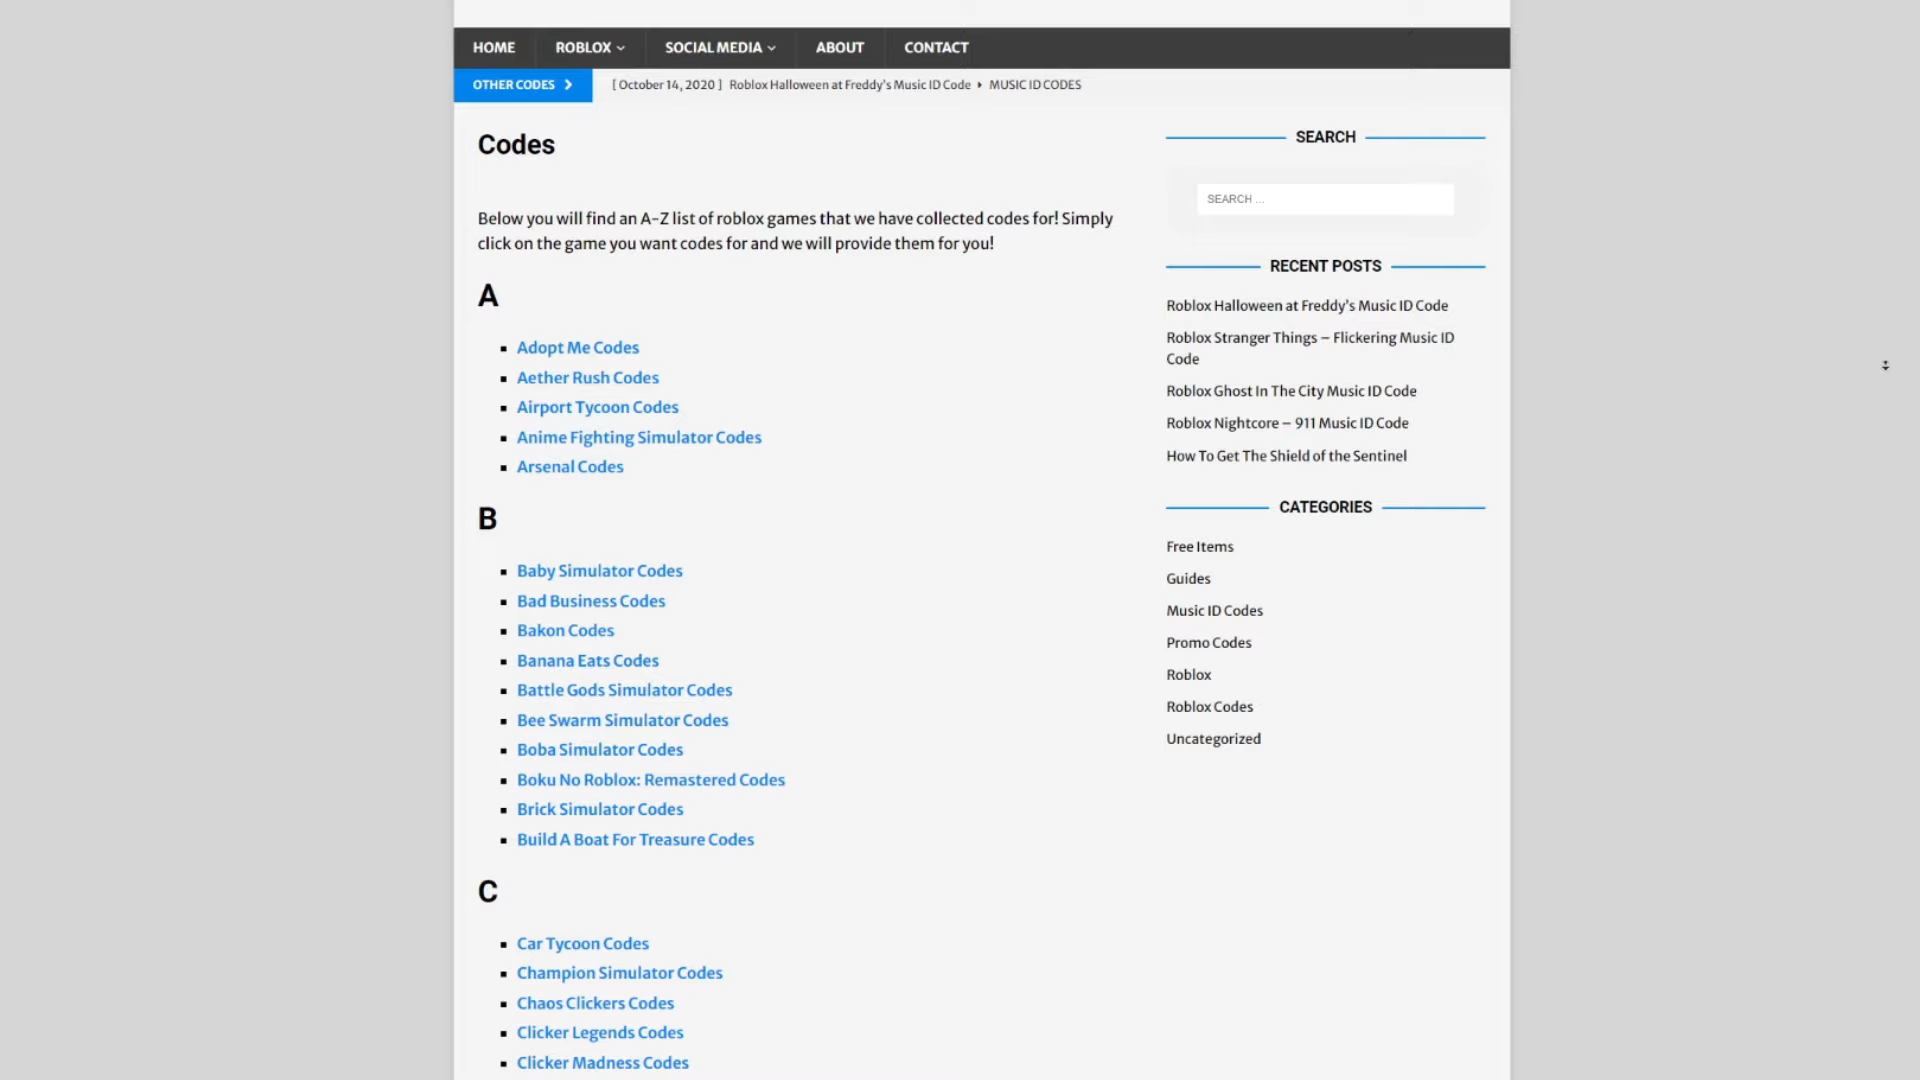 HOME
ROBLOX
SOCIAL MEDIA
ABOUT
CONTACT
OTHER CODES
[ October 14, 2020 ] Roblox Halloween at Freddy's Music ID Code MUSIC ID CODES
Codes
Below you will find an A-Z list of roblox games that we have collected codes for! Simply
click on the game you want codes for and we will provide them for you!
A
Adopt Me Codes
Aether Rush Codes
Airport Tycoon Codes
Anime Fighting Simulator Codes
Arsenal Codes
B
Baby Simulator Codes
Bad Business Codes
Bakon Codes
Banana Eats Codes
Battle Gods Simulator Codes
Bee Swarm Simulator Codes
Boba Simulator Codes
Boku No Roblox: Remastered Codes
Brick Simulator Codes
Build A Boat For Treasure Codes
C
Car Tycoon Codes
Champion Simulator Codes
Chaos Clickers Codes
Clicker Legends Codes
Clicker Madness Codes
SEARCH
SEARCH ...
RECENT POSTS
Roblox Halloween at Freddy's Music ID Code
Roblox Stranger Things – Flickering Music ID
Code
Roblox Ghost In The City Music ID Code
Roblox Nightcore – 911 Music ID Code
How To Get The Shield of the Sentinel
CATEGORIES
Free Items
Guides
Music ID Codes
Promo Codes
Roblox
Roblox Codes
Uncategorized